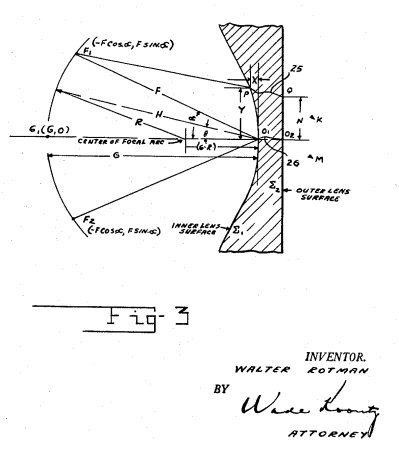 (-F COS α, F SIN α)
F₁
25
X
P
Q
F
H
Y
N
K
α
R
θ
G₁ (G, O)
O₁
O₂
CENTER OF FOCAL ARC
(G-R)
M
G
26
Σ₂
OUTER LENS SURFACE
F₂
(-F COS α, F SIN α)
INNER LENS SURFACE
Σ₁
Fig-3
INVENTOR.
WALTER ROTMAN
BY
Wade Koontz
ATTORNEY